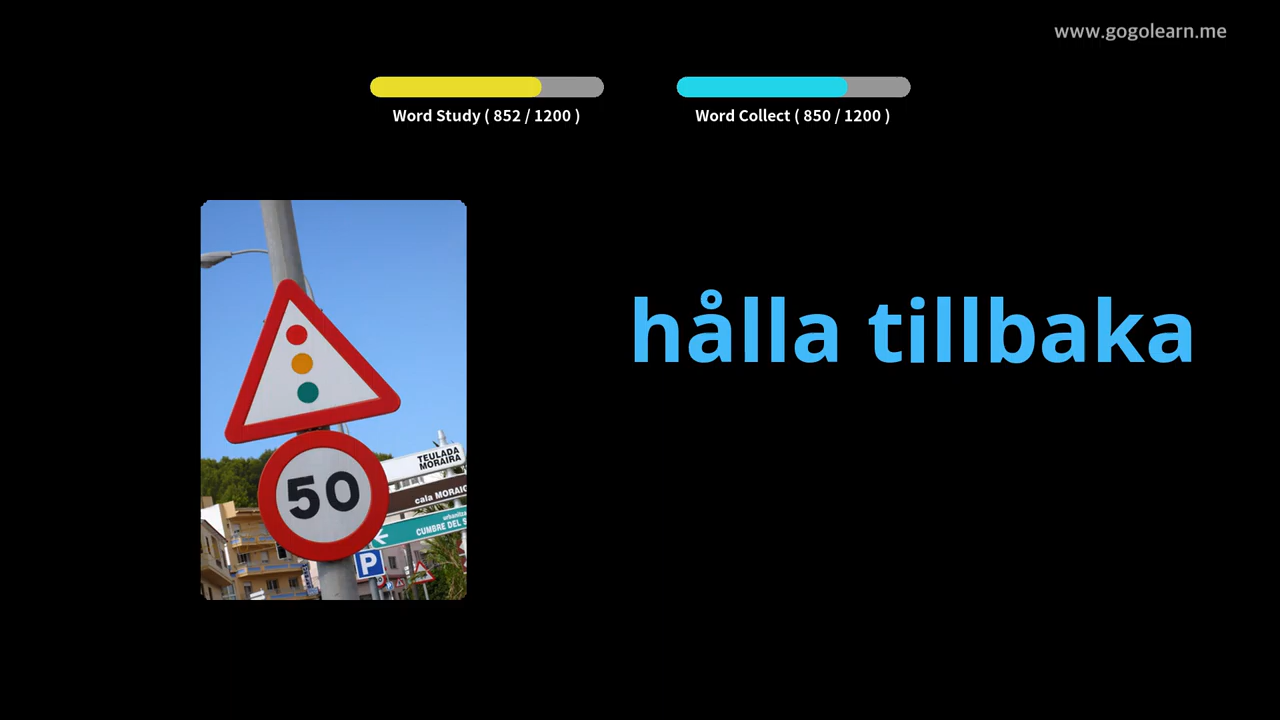 www.gogolearn.me
Word Study ( 852 / 1200 )
Word Collect ( 850 / 1200 )
hålla tillbaka
50
TEULADA
MORAIRA
cala
CUMBRE DEL
P